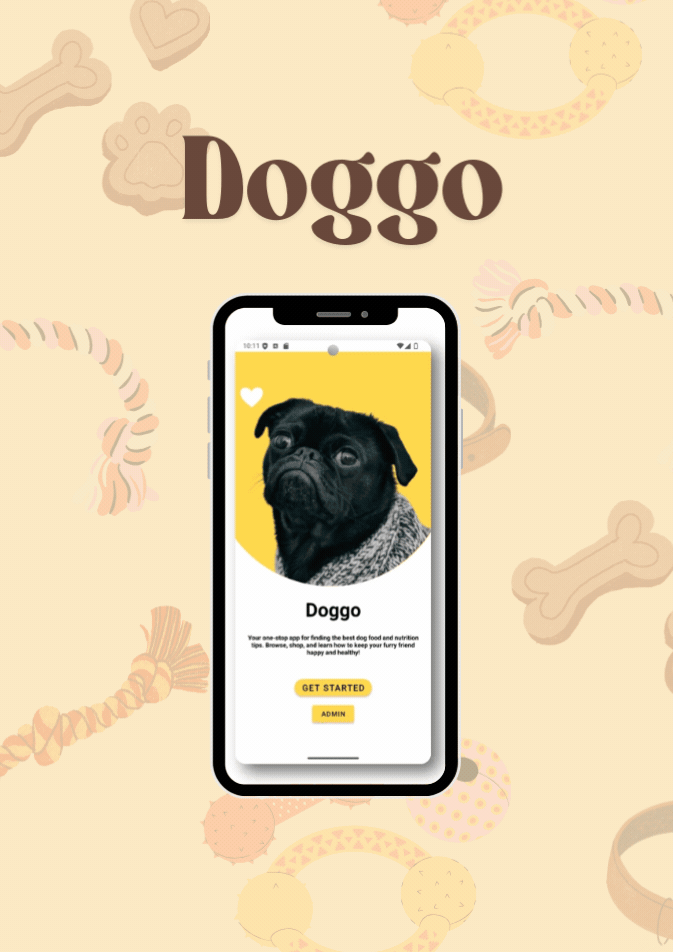 Doggo
10:11
Doggo
Your one-stop app for finding the best dog food and nutrition
tips. Browse, shop, and learn how to keep your furry friend
happy and healthy!
GET STARTED
ADMIN